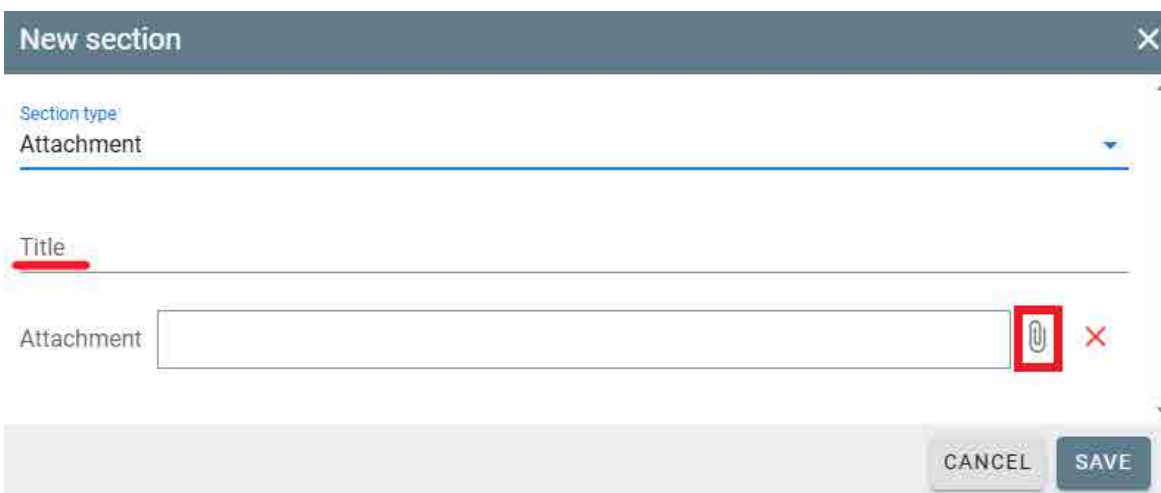 New section
Section type
Attachment
Title
Attachment
CANCEL SAVE